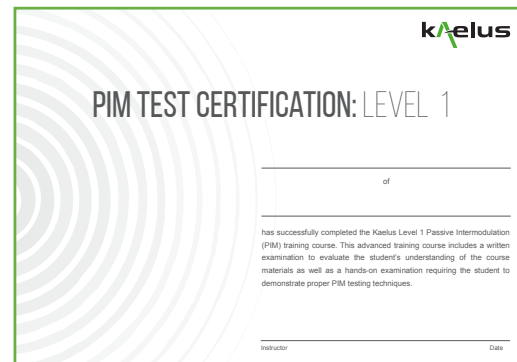 kaelus
PIM TEST CERTIFICATION: LEVEL 1
of
has successfully completed the Kaelus Level 1 Passive Intermodulation
(PIM) training course. This advanced training course includes a written
examination to evaluate the student's understanding of the course
materials as well as a hands-on examination requiring the student to
demonstrate proper PIM testing techniques.
Instructor Date